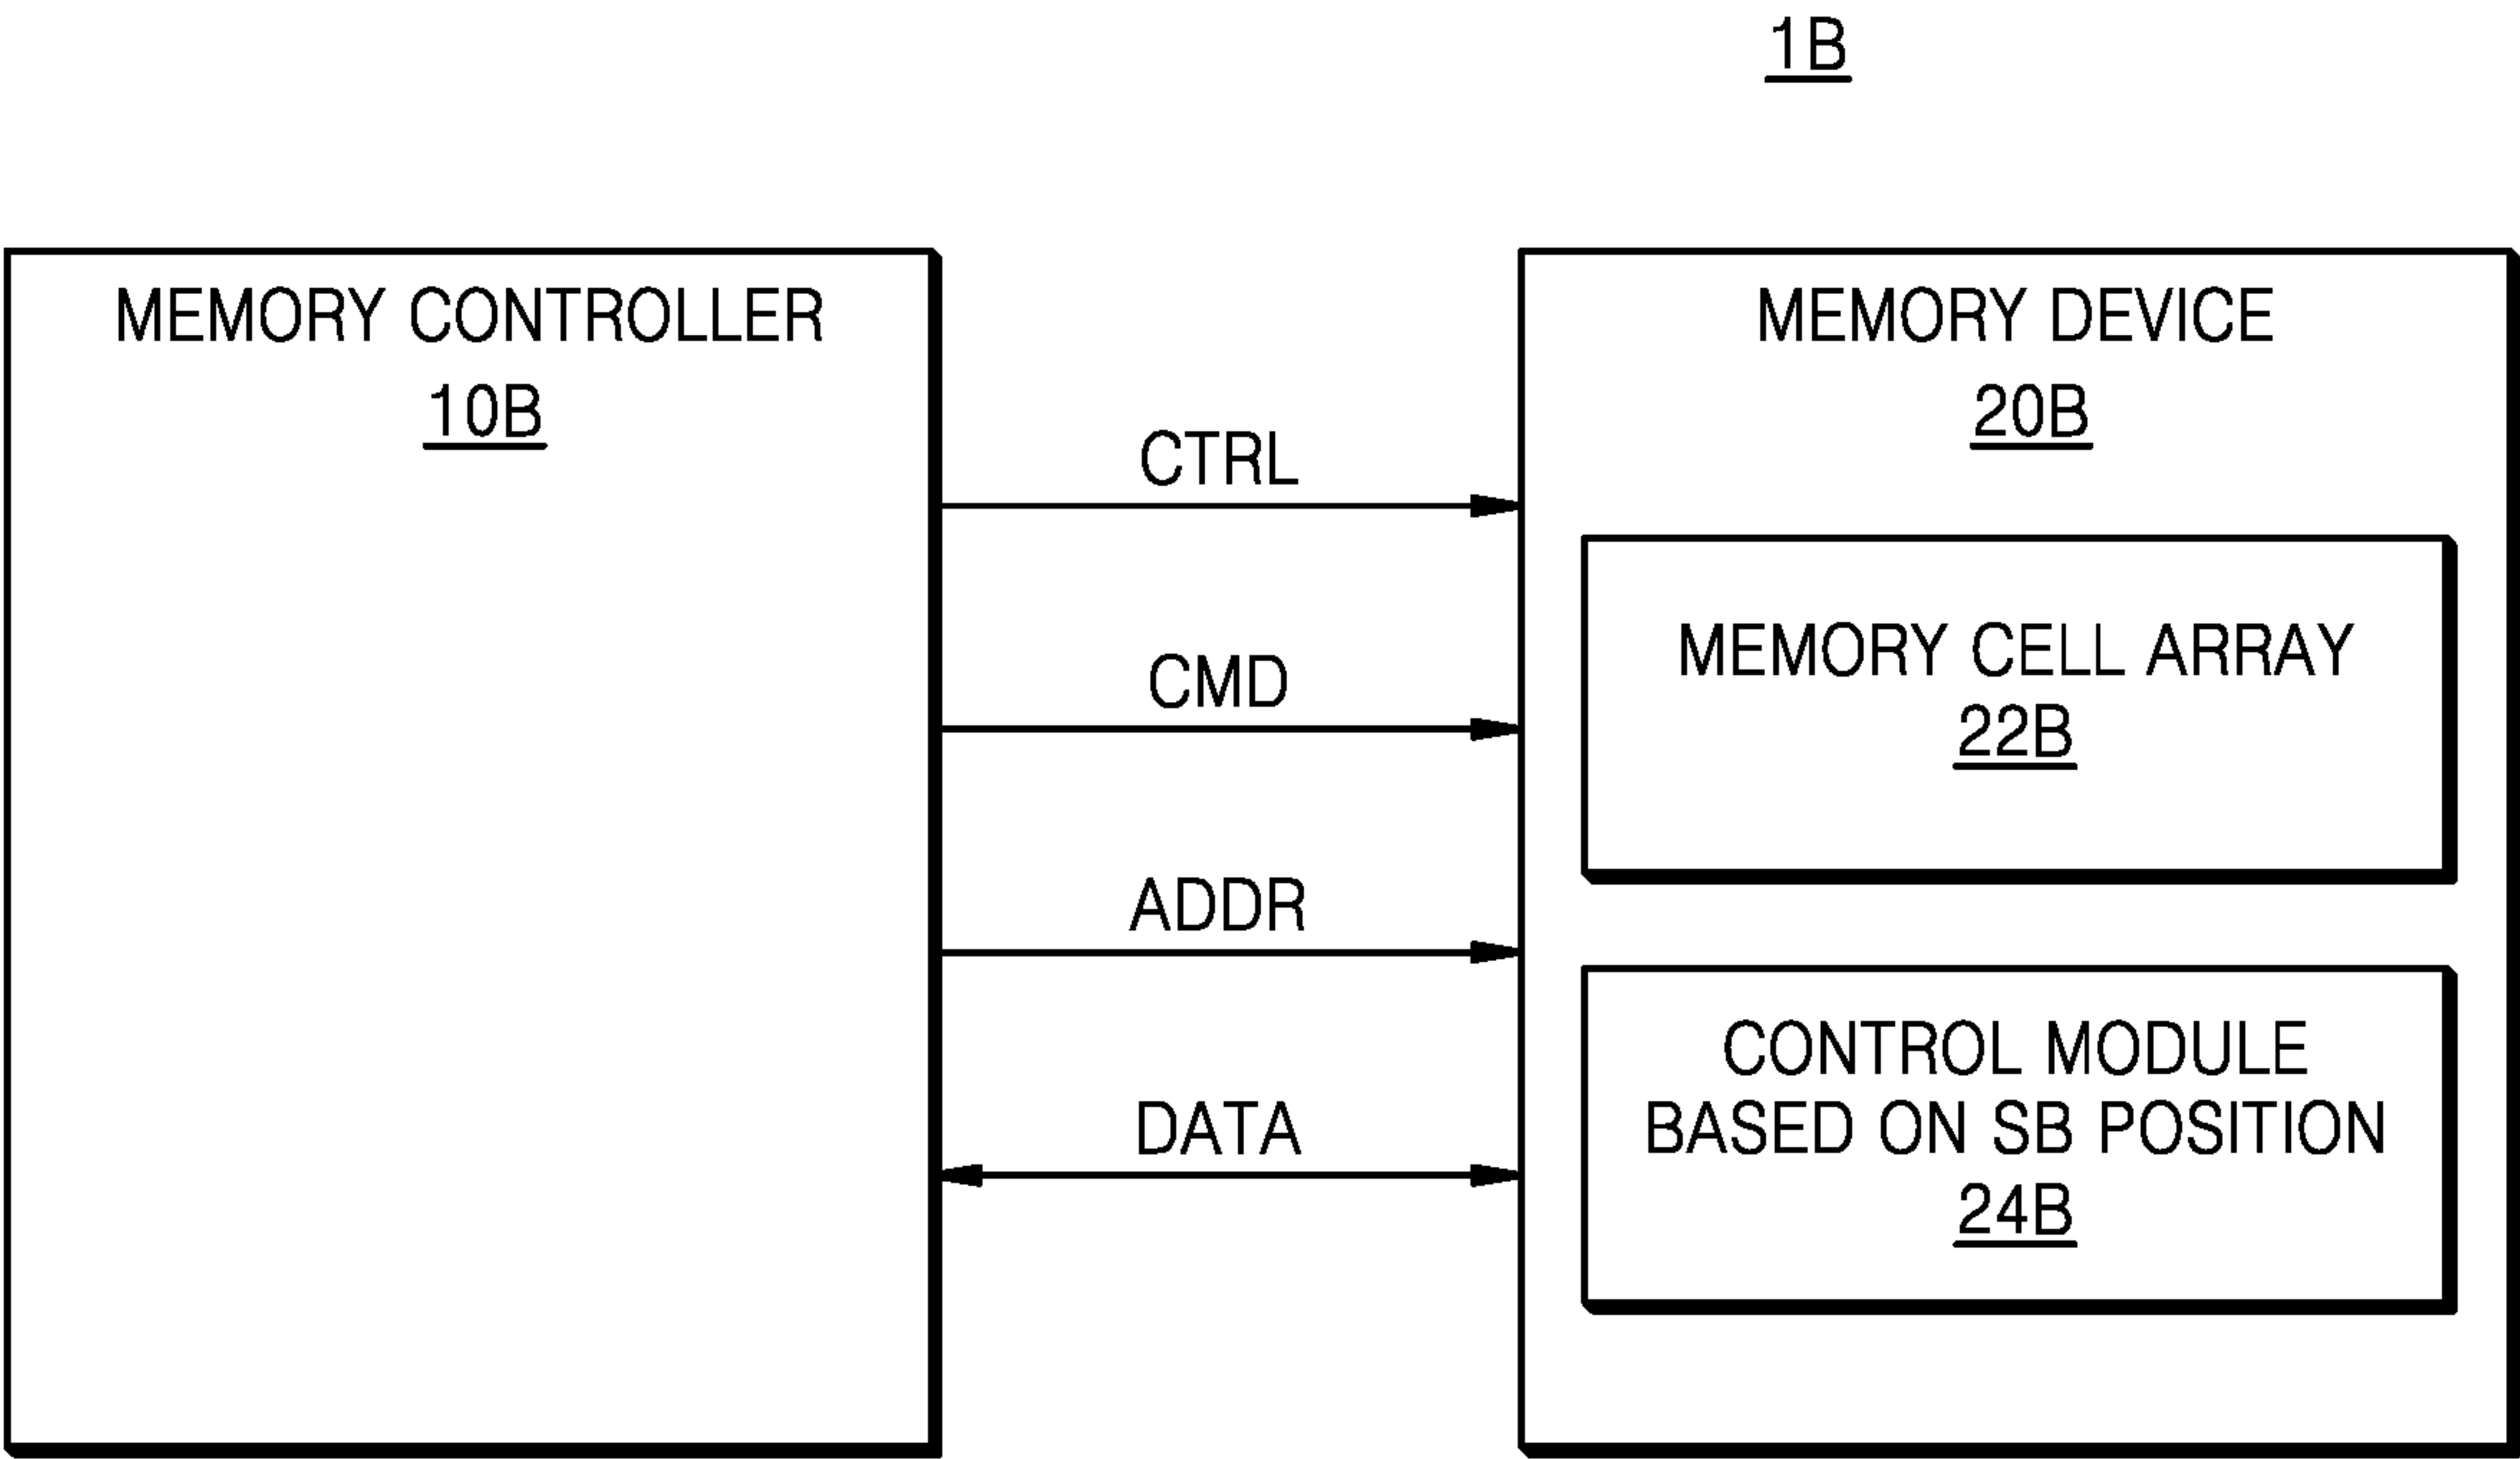 1B
MEMORY CONTROLLER
10B
CTRL
CMD
ADDR
DATA
MEMORY DEVICE
20B
MEMORY CELL ARRAY
22B
CONTROL MODULE
BASED ON SB POSITION
24B